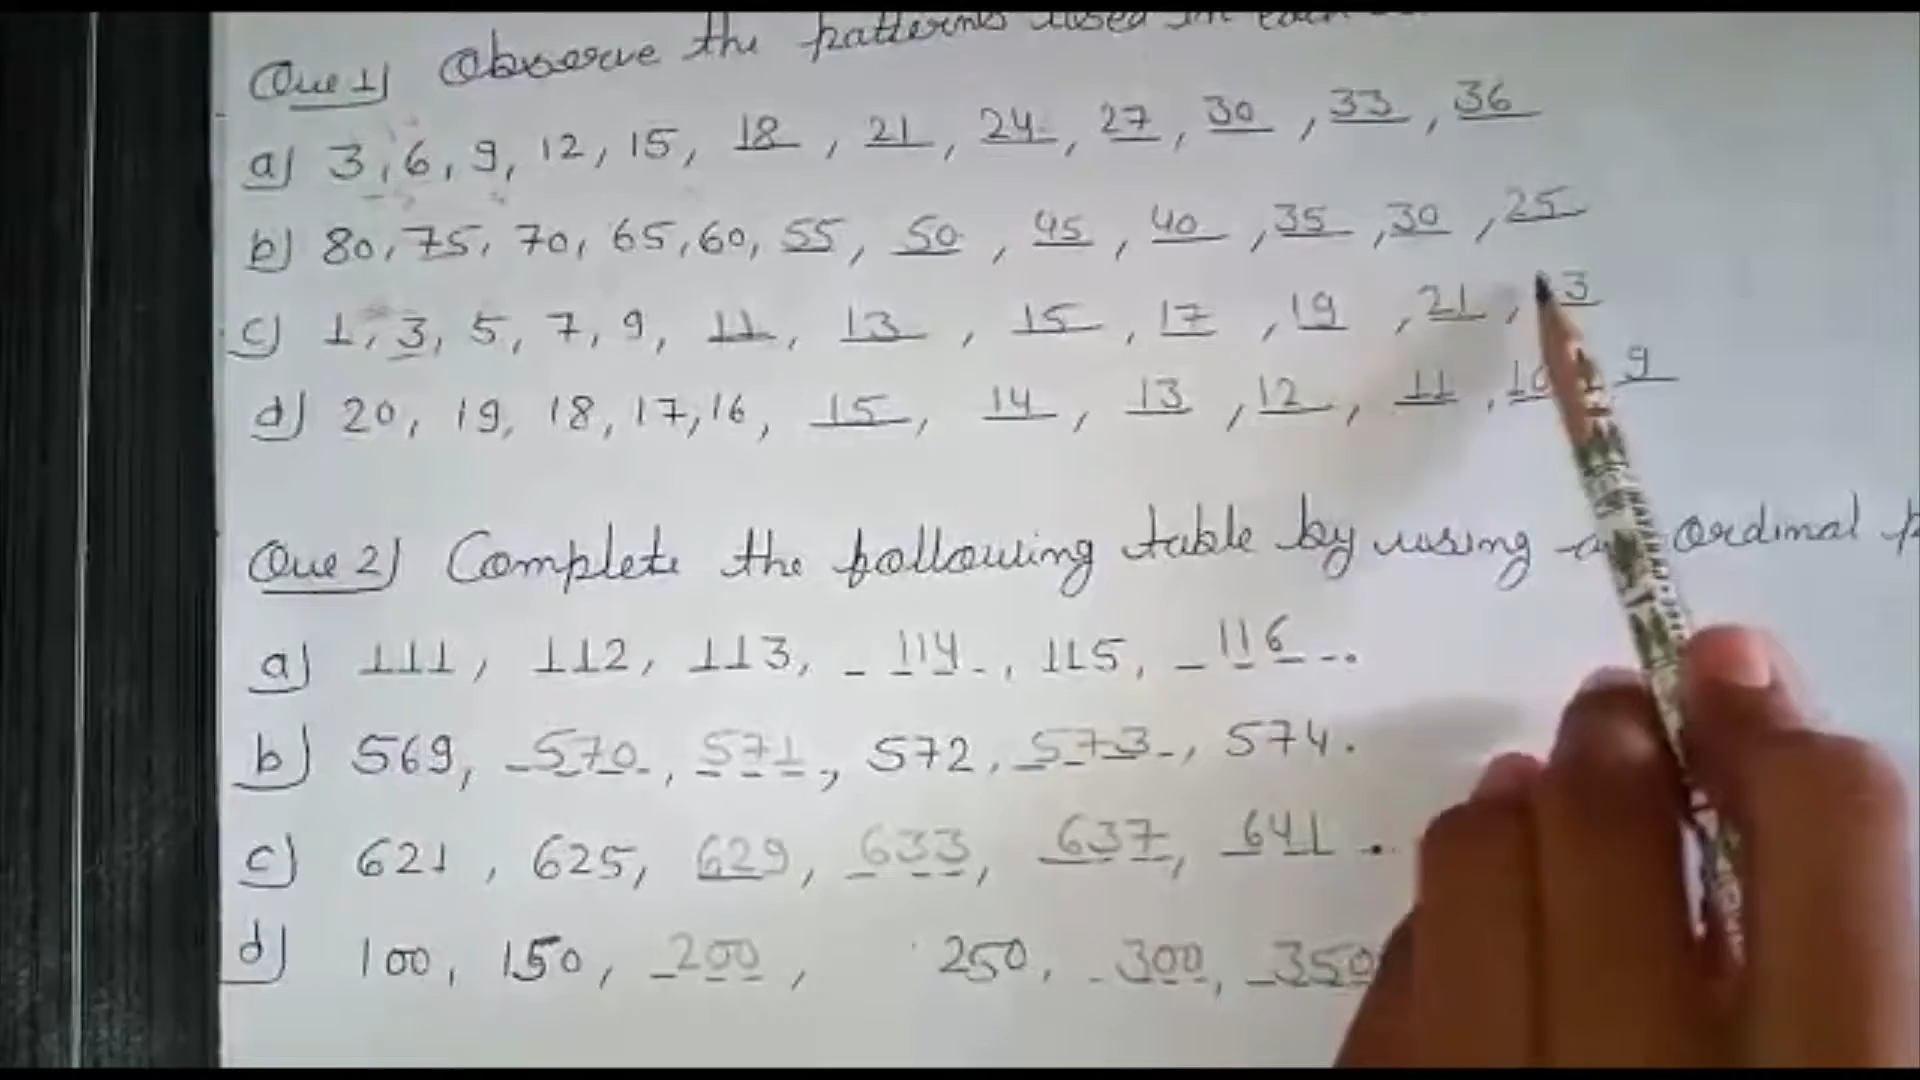 Que 1) Observe the patterns used in each
a) 3, 6, 9, 12, 15, 18, 21, 24, 27, 30, 33, 36
b) 80, 75, 70, 65, 60, 55, 50, 45, 40, 35, 30, 25
c) 1, 3, 5, 7, 9, 11, 13, 15, 17, 19, 21, 3
d) 20, 19, 18, 17, 16, 15, 14, 13, 12, 11, 10, 9
Que 2) Complete the following table by using ordinal
a) 111, 112, 113, 114, 115, 116.
b) 569, 570, 571, 572, 573, 574.
c) 621, 625, 629, 633, 637, 641.
d) 100, 150, 200, 250, 300, 350